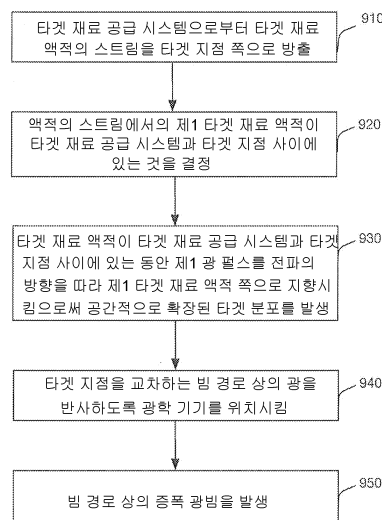 타겟 재료 공급 시스템으로부터 타겟 재료
액적의 스트림을 타겟 지점 쪽으로 방출
910
액적의 스트림에서의 제1 타겟 재료 액적이
타겟 재료 공급 시스템과 타겟 지점 사이에
있는 것을 결정
920
타겟 재료 액적이 타겟 재료 공급 시스템과 타겟
지점 사이에 있는 동안 제1 광 펄스를 전파의
방향을 따라 제1 타겟 재료 액적 쪽으로 지향시
킴으로써 공간적으로 확장된 타겟 분포를 발생
930
타겟 지점을 교차하는 빔 경로 상의 광을
반사하도록 광학 기기를 위치시킴
940
빔 경로 상의 증폭 광빔을 발생
950